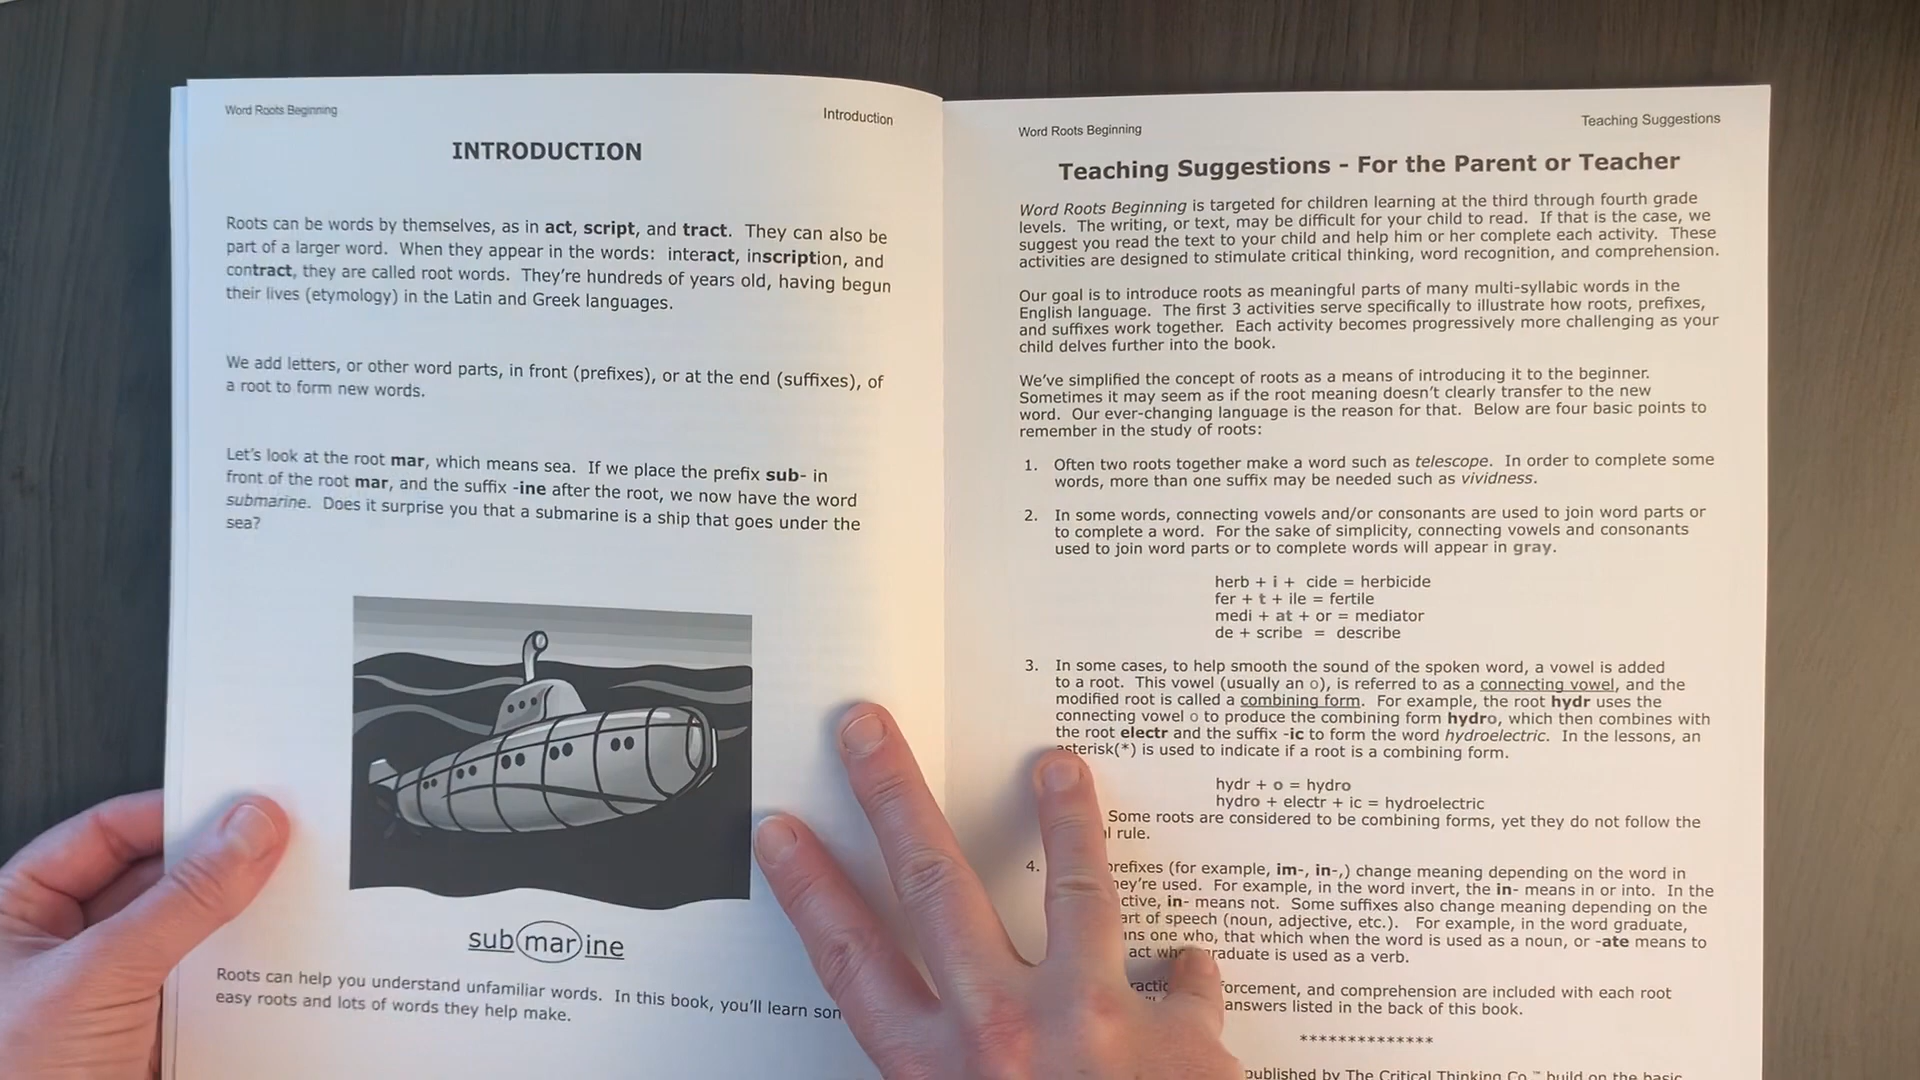 Word Roots Beginning
Introduction
INTRODUCTION
Roots can be words by themselves, as in act, script, and tract. They can also be
part of a larger word. When they appear in the words: interact, inscription, and
contract, they are called root words. They're hundreds of years old, having begun
their lives (etymology) in the Latin and Greek languages.
We add letters, or other word parts, in front (prefixes), or at the end (suffixes), of
a root to form new words.
Let's look at the root mar, which means sea. If we place the prefix sub- in
front of the root mar, and the suffix -ine after the root, we now have the word
submarine. Does it surprise you that a submarine is a ship that goes under the
sea?
submarine
Roots can help you understand unfamiliar words. In this book, you'll learn
easy roots and lots of words they help make.
Word Roots Beginning
Teaching Suggestions
Teaching Suggestions - For the Parent or Teacher
Word Roots Beginning is targeted for children learning at the third through fourth grade
levels. The writing, or text, may be difficult for your child to read. If that is the case, we
suggest you read the text to your child and help him or her complete each activity. These
activities are designed to stimulate critical thinking, word recognition, and comprehension.
Our goal is to introduce roots as meaningful parts of many multi-syllabic words in the
English language. The first 3 activities serve specifically to illustrate how roots, prefixes,
and suffixes work together. Each activity becomes progressively more challenging as your
child delves further into the book.
We've simplified the concept of roots as a means of introducing it to the beginner.
Sometimes it may seem as if the root meaning doesn't clearly transfer to the new
word. Our ever-changing language is the reason for that. Below are four basic points to
remember in the study of roots:
1. Often two roots together make a word such as telescope. In order to complete some
words, more than one suffix may be needed such as vividness.
2. In some words, connecting vowels and/or consonants are used to join word parts or
to complete a word. For the sake of simplicity, connecting vowels and consonants
used to join word parts or to complete words will appear in gray.
herb + i + cide = herbicide
fer + t + ile = fertile
medi + at + or = mediator
de + scribe = describe
3. In some cases, to help smooth the sound of the spoken word, a vowel is added
to a root. This vowel (usually an o), is referred to as a connecting vowel, and the
modified root is called a combining form. For example, the root hydr uses the
connecting vowel o to produce the combining form hydro, which then combines with
the root electr and the suffix -ic to form the word hydroelectric. In the lessons, an
asterisk(*) is used to indicate if a root is a combining form.
hydr + o = hydro
hydro + electr + ic = hydroelectric
Some roots are considered to be combining forms, yet they do not follow the
rule.
4. prefixes (for example, im-, in-,) change meaning depending on the word in
they're used. For example, in the word invert, the in- means in or into. In the
in- means not. Some suffixes also change meaning depending on the
part of speech (noun, adjective, etc.). For example, in the word graduate,
one who, that which when the word is used as a noun, or -ate means to
act graduate is used as a verb.
and comprehension are included with each root
answers listed in the back of this book.
**************
published by The Critical Thinking Co.™ build on the basic